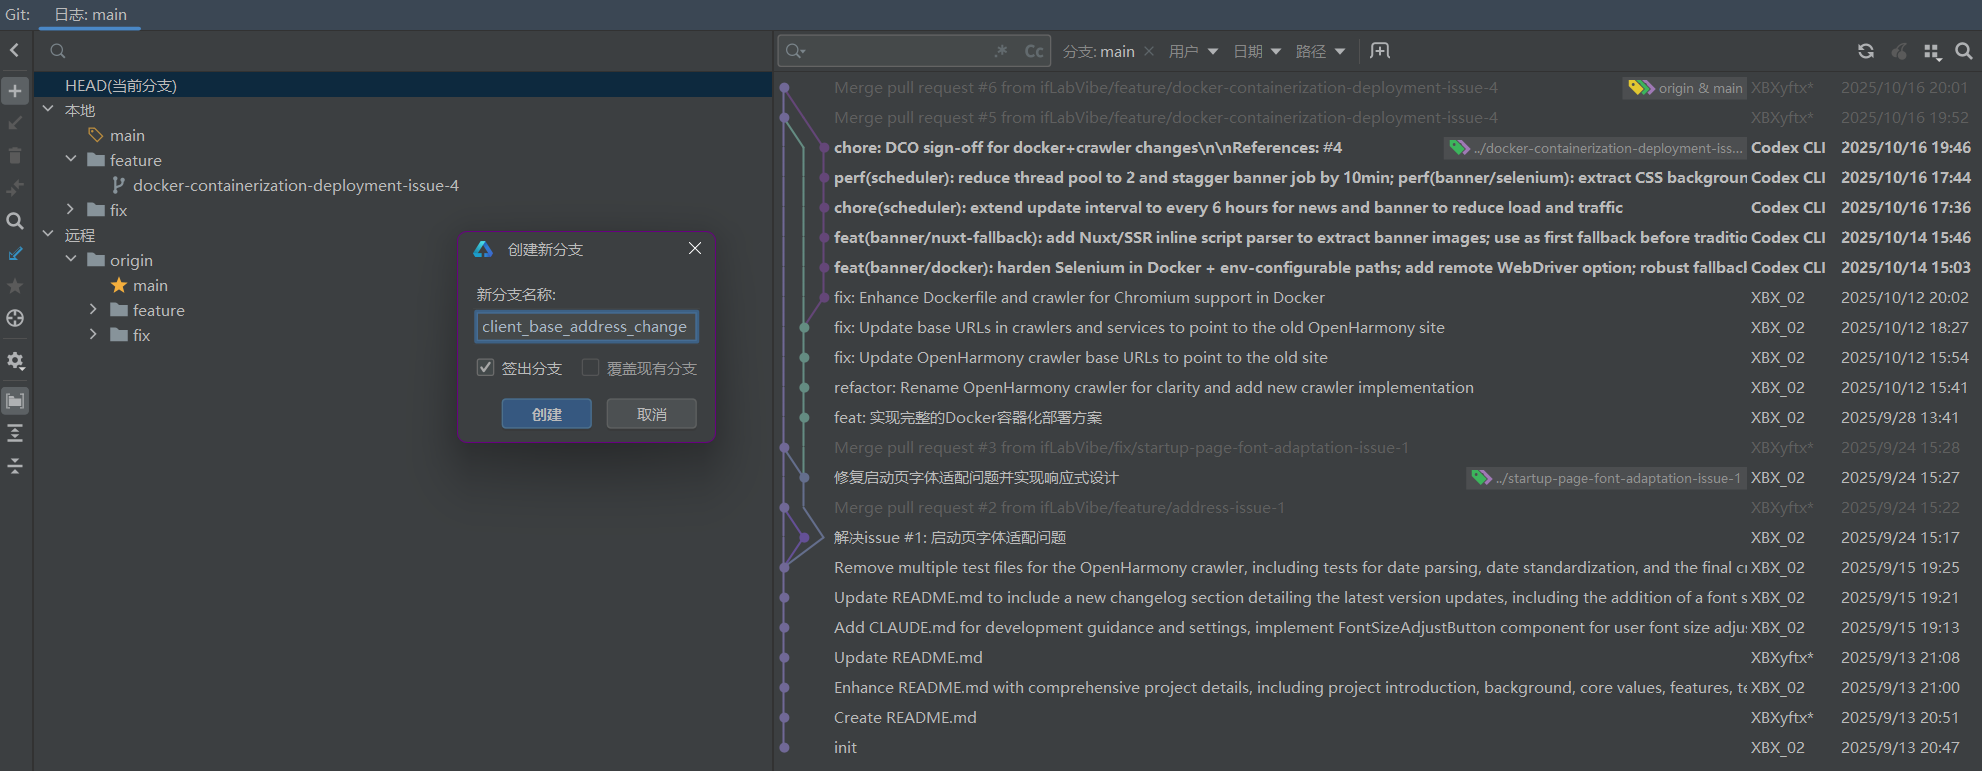 Git: 日志: main
HEAD(当前分支)
本地
main
feature
docker-containerization-deployment-issue-4
fix
远程
origin
main
feature
fix
创建新分支
新分支名称:
client_base_address_change
签出分支 覆盖现有分支
创建 取消
.* Cc 分支: main 用户 日期 路径
Merge pull request #6 from ifLabVibe/feature/docker-containerization-deployment-issue-4 origin & main XBXyftx* 2025/10/16 20:01
Merge pull request #5 from ifLabVibe/feature/docker-containerization-deployment-issue-4 XBXyftx* 2025/10/16 19:52
chore: DCO sign-off for docker+crawler changes\n\nReferences: #4 ../docker-containerization-deployment-iss... Codex CLI 2025/10/16 19:46
perf(scheduler): reduce thread pool to 2 and stagger banner job by 10min; perf(banner/selenium): extract CSS backgroun Codex CLI 2025/10/16 17:44
chore(scheduler): extend update interval to every 6 hours for news and banner to reduce load and traffic Codex CLI 2025/10/16 17:36
feat(banner/nuxt-fallback): add Nuxt/SSR inline script parser to extract banner images; use as first fallback before traditio Codex CLI 2025/10/14 15:46
feat(banner/docker): harden Selenium in Docker + env-configurable paths; add remote WebDriver option; robust fallbacl Codex CLI 2025/10/14 15:03
fix: Enhance Dockerfile and crawler for Chromium support in Docker XBX_02 2025/10/12 20:02
fix: Update base URLs in crawlers and services to point to the old OpenHarmony site XBX_02 2025/10/12 18:27
fix: Update OpenHarmony crawler base URLs to point to the old site XBX_02 2025/10/12 15:54
refactor: Rename OpenHarmony crawler for clarity and add new crawler implementation XBX_02 2025/10/12 15:41
feat: 实现完整的Docker容器化部署方案 XBX_02 2025/9/28 13:41
Merge pull request #3 from ifLabVibe/fix/startup-page-font-adaptation-issue-1 XBXyftx* 2025/9/24 15:28
修复启动页字体适配问题并实现响应式设计 ../startup-page-font-adaptation-issue-1 XBX_02 2025/9/24 15:27
Merge pull request #2 from ifLabVibe/feature/address-issue-1 XBXyftx* 2025/9/24 15:22
解决issue #1: 启动页字体适配问题 XBX_02 2025/9/24 15:17
Remove multiple test files for the OpenHarmony crawler, including tests for date parsing, date standardization, and the final cr XBX_02 2025/9/15 19:25
Update README.md to include a new changelog section detailing the latest version updates, including the addition of a font s XBX_02 2025/9/15 19:21
Add CLAUDE.md for development guidance and settings, implement FontSizeAdjustButton component for user font size adju XBX_02 2025/9/15 19:13
Update README.md XBXyftx* 2025/9/13 21:08
Enhance README.md with comprehensive project details, including project introduction, background, core values, features, te XBX_02 2025/9/13 21:00
Create README.md XBXyftx* 2025/9/13 20:51
init XBX_02 2025/9/13 20:47